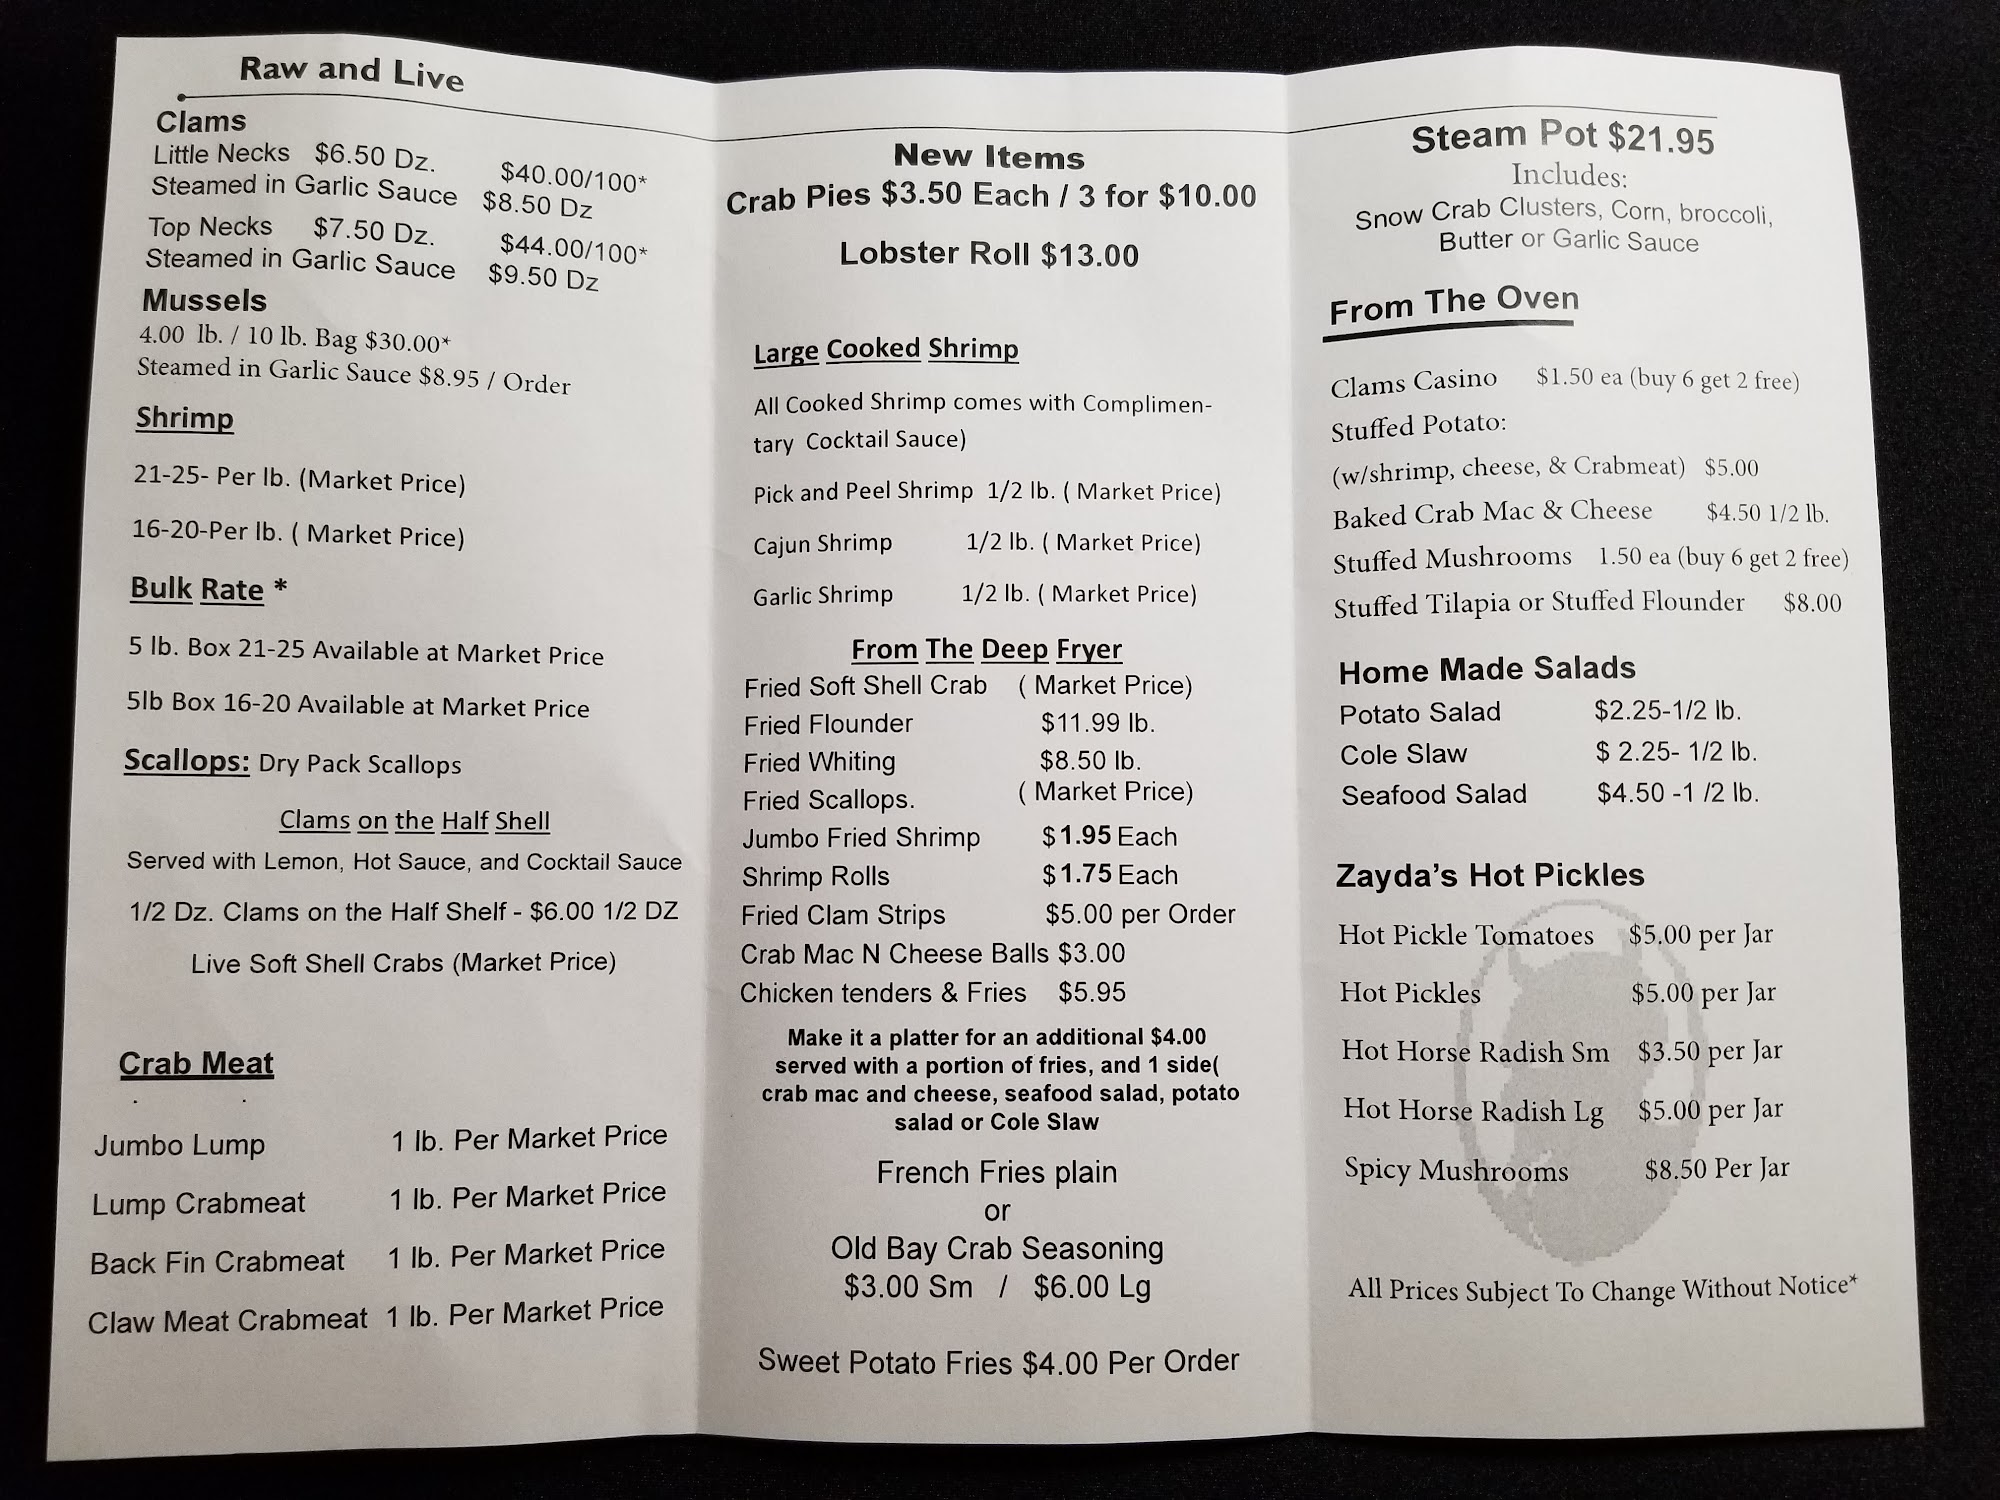 Raw and Live
Clams
Little Necks $6.50 Dz. $40.00/100*
Steamed in Garlic Sauce $8.50 Dz
Top Necks $7.50 Dz. $44.00/100*
Steamed in Garlic Sauce $9.50 Dz
Mussels
4.00 lb. / 10 lb. Bag $30.00*
Steamed in Garlic Sauce $8.95 / Order
Shrimp
21-25- Per lb. (Market Price)
16-20-Per lb. ( Market Price)
Bulk Rate *
5 lb. Box 21-25 Available at Market Price
5lb Box 16-20 Available at Market Price
Scallops: Dry Pack Scallops
Clams on the Half Shell
Served with Lemon, Hot Sauce, and Cocktail Sauce
1/2 Dz. Clams on the Half Shelf - $6.00 1/2 DZ
Live Soft Shell Crabs (Market Price)
Crab Meat
Jumbo Lump 1 lb. Per Market Price
Lump Crabmeat 1 lb. Per Market Price
Back Fin Crabmeat 1 lb. Per Market Price
Claw Meat Crabmeat 1 lb. Per Market Price
New Items
Crab Pies $3.50 Each / 3 for $10.00
Lobster Roll $13.00
Large Cooked Shrimp
All Cooked Shrimp comes with Complimen-
tary Cocktail Sauce)
Pick and Peel Shrimp 1/2 lb. ( Market Price)
Cajun Shrimp 1/2 lb. ( Market Price)
Garlic Shrimp 1/2 lb. ( Market Price)
From The Deep Fryer
Fried Soft Shell Crab ( Market Price)
Fried Flounder $11.99 lb.
Fried Whiting $8.50 lb.
Fried Scallops. ( Market Price)
Jumbo Fried Shrimp $1.95 Each
Shrimp Rolls $1.75 Each
Fried Clam Strips $5.00 per Order
Crab Mac N Cheese Balls $3.00
Chicken tenders & Fries $5.95
Make it a platter for an additional $4.00
served with a portion of fries, and 1 side(
crab mac and cheese, seafood salad, potato
salad or Cole Slaw
French Fries plain
or
Old Bay Crab Seasoning
$3.00 Sm / $6.00 Lg
Sweet Potato Fries $4.00 Per Order
Steam Pot $21.95
Includes:
Snow Crab Clusters, Corn, broccoli,
Butter or Garlic Sauce
From The Oven
Clams Casino $1.50 ea (buy 6 get 2 free)
Stuffed Potato:
(w/shrimp, cheese, & Crabmeat) $5.00
Baked Crab Mac & Cheese $4.50 1/2 lb.
Stuffed Mushrooms 1.50 ea (buy 6 get 2 free)
Stuffed Tilapia or Stuffed Flounder $8.00
Home Made Salads
Potato Salad $2.25-1/2 lb.
Cole Slaw $ 2.25- 1/2 lb.
Seafood Salad $4.50 -1 /2 lb.
Zayda's Hot Pickles
Hot Pickle Tomatoes $5.00 per Jar
Hot Pickles $5.00 per Jar
Hot Horse Radish Sm $3.50 per Jar
Hot Horse Radish Lg $5.00 per Jar
Spicy Mushrooms $8.50 Per Jar
All Prices Subject To Change Without Notice*